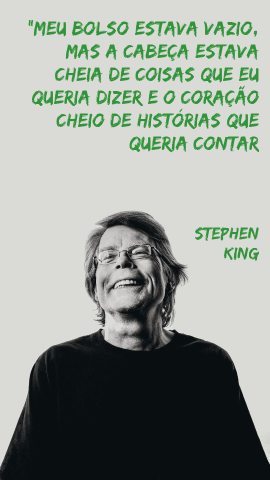 "MEU BOLSO ESTAVA VAZIO,
MAS A CABEÇA ESTAVA
CHEIA DE COISAS QUE EU
QUERIA DIZER E O CORAÇÃO
CHEIO DE HISTÓRIAS QUE
QUERIA CONTAR
STEPHEN
KING